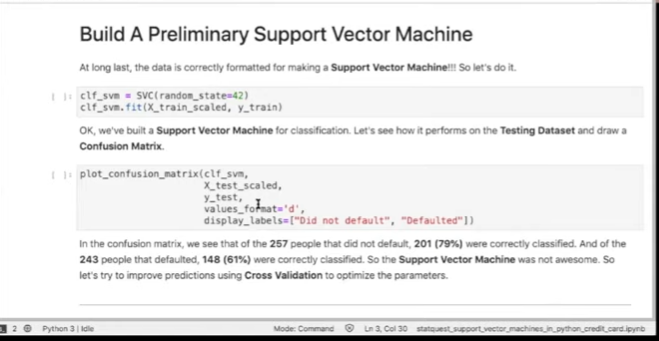 Build A Preliminary Support Vector Machine
At long last, the data is correctly formatted for making a Support Vector Machine!!! So let's do it.
[ ]: clf_svm = SVC(random_state=42)
clf_svm.fit(X_train_scaled, y_train)
OK, we've built a Support Vector Machine for classification. Let's see how it performs on the Testing Dataset and draw a
Confusion Matrix.
[ ]: plot_confusion_matrix(clf_svm,
X_test_scaled,
y_test,
values_format='d',
display_labels=["Did not default", "Defaulted"])
In the confusion matrix, we see that of the 257 people that did not default, 201 (79%) were correctly classified. And of the
243 people that defaulted, 148 (61%) were correctly classified. So the Support Vector Machine was not awesome. So
let's try to improve predictions using Cross Validation to optimize the parameters.
2 Python 3 | Idle Mode: Command Ln 3, Col 30 statquest_support_vector_machines_in_python_credit_card.ipynb